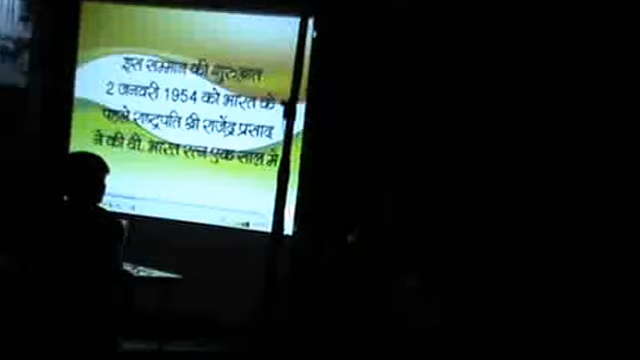 इस सम्मान की शुरुआत
2 जनवरी 1954 को भारत के
पहले राष्ट्रपति श्री राजेंद्र प्रसाद
ने की थी. भारत रत्न एक साल में